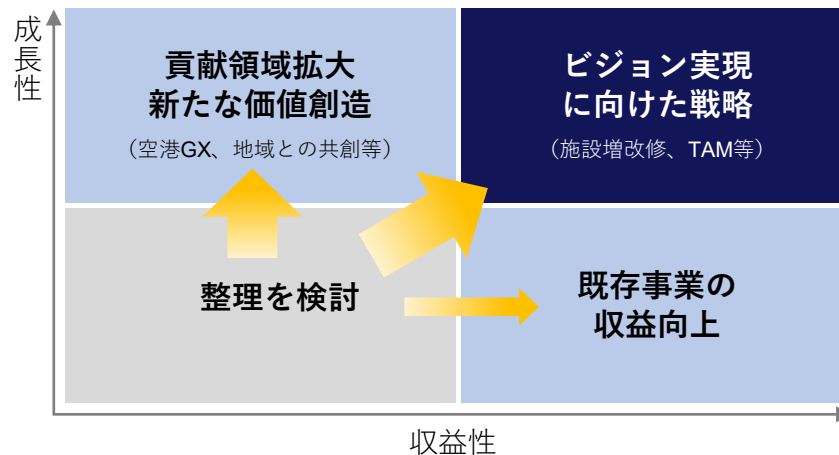 成長性
貢献領域拡大
新たな価値創造
（空港GX、地域との共創等）
ビジョン実現
に向けた戦略
（施設増改修、TAM等）
整理を検討
既存事業の
収益向上
収益性